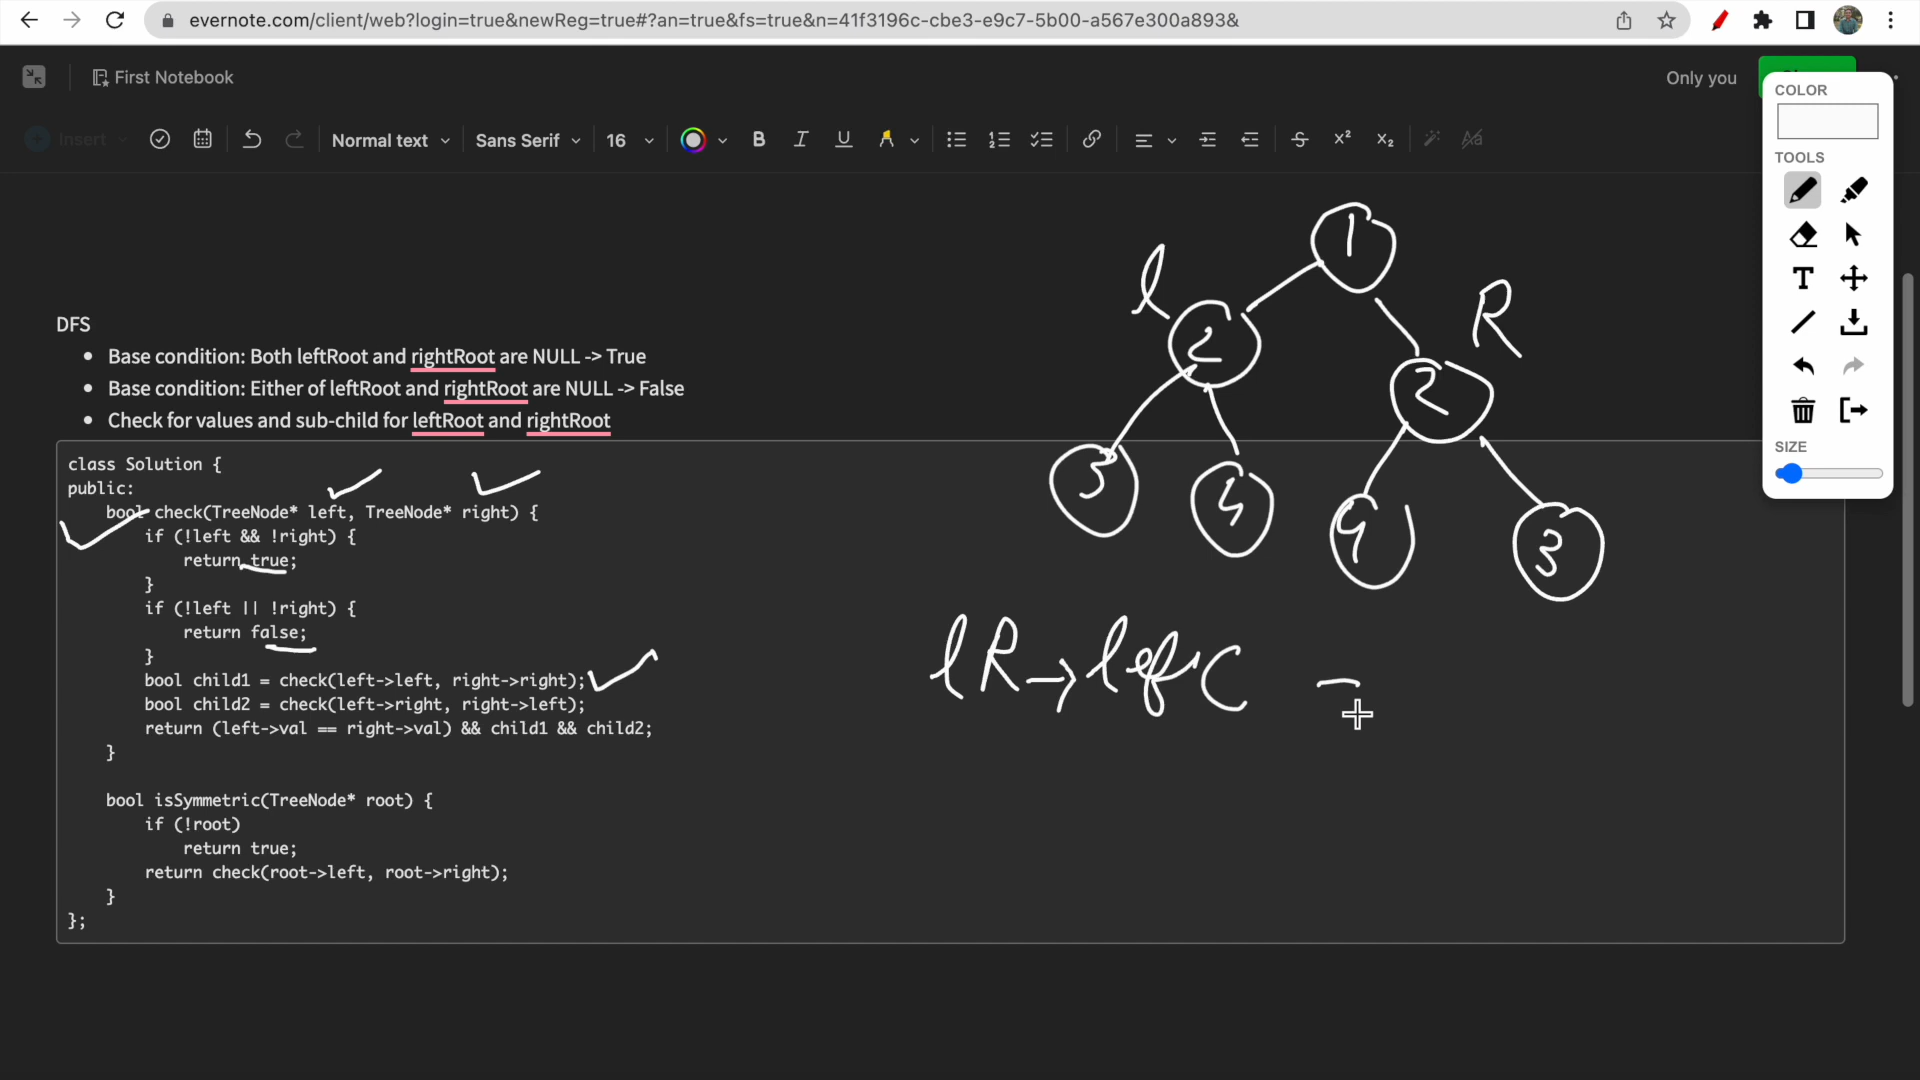 evernote.com/client/web?login=true&newReg=true#?an=true&fs=true&n=41f3196c-cbe3-e9c7-5b00-a567e300a893&
First Notebook
Only you
Insert
Normal text
Sans Serif
16
B I U
COLOR
TOOLS
T
SIZE
DFS
• Base condition: Both leftRoot and rightRoot are NULL -> True
• Base condition: Either of leftRoot and rightRoot are NULL -> False
• Check for values and sub-child for leftRoot and rightRoot
class Solution {
public:
bool check(TreeNode* left, TreeNode* right) {
if (!left && !right) {
return true;
}
if (!left || !right) {
return false;
}
bool child1 = check(left->left, right->right);
bool child2 = check(left->right, right->left);
return (left->val == right->val) && child1 && child2;
}
bool isSymmetric(TreeNode* root) {
if (!root)
return true;
return check(root->left, root->right);
}
};
1
l
R
2
2
3
4
4
3
lR→left C